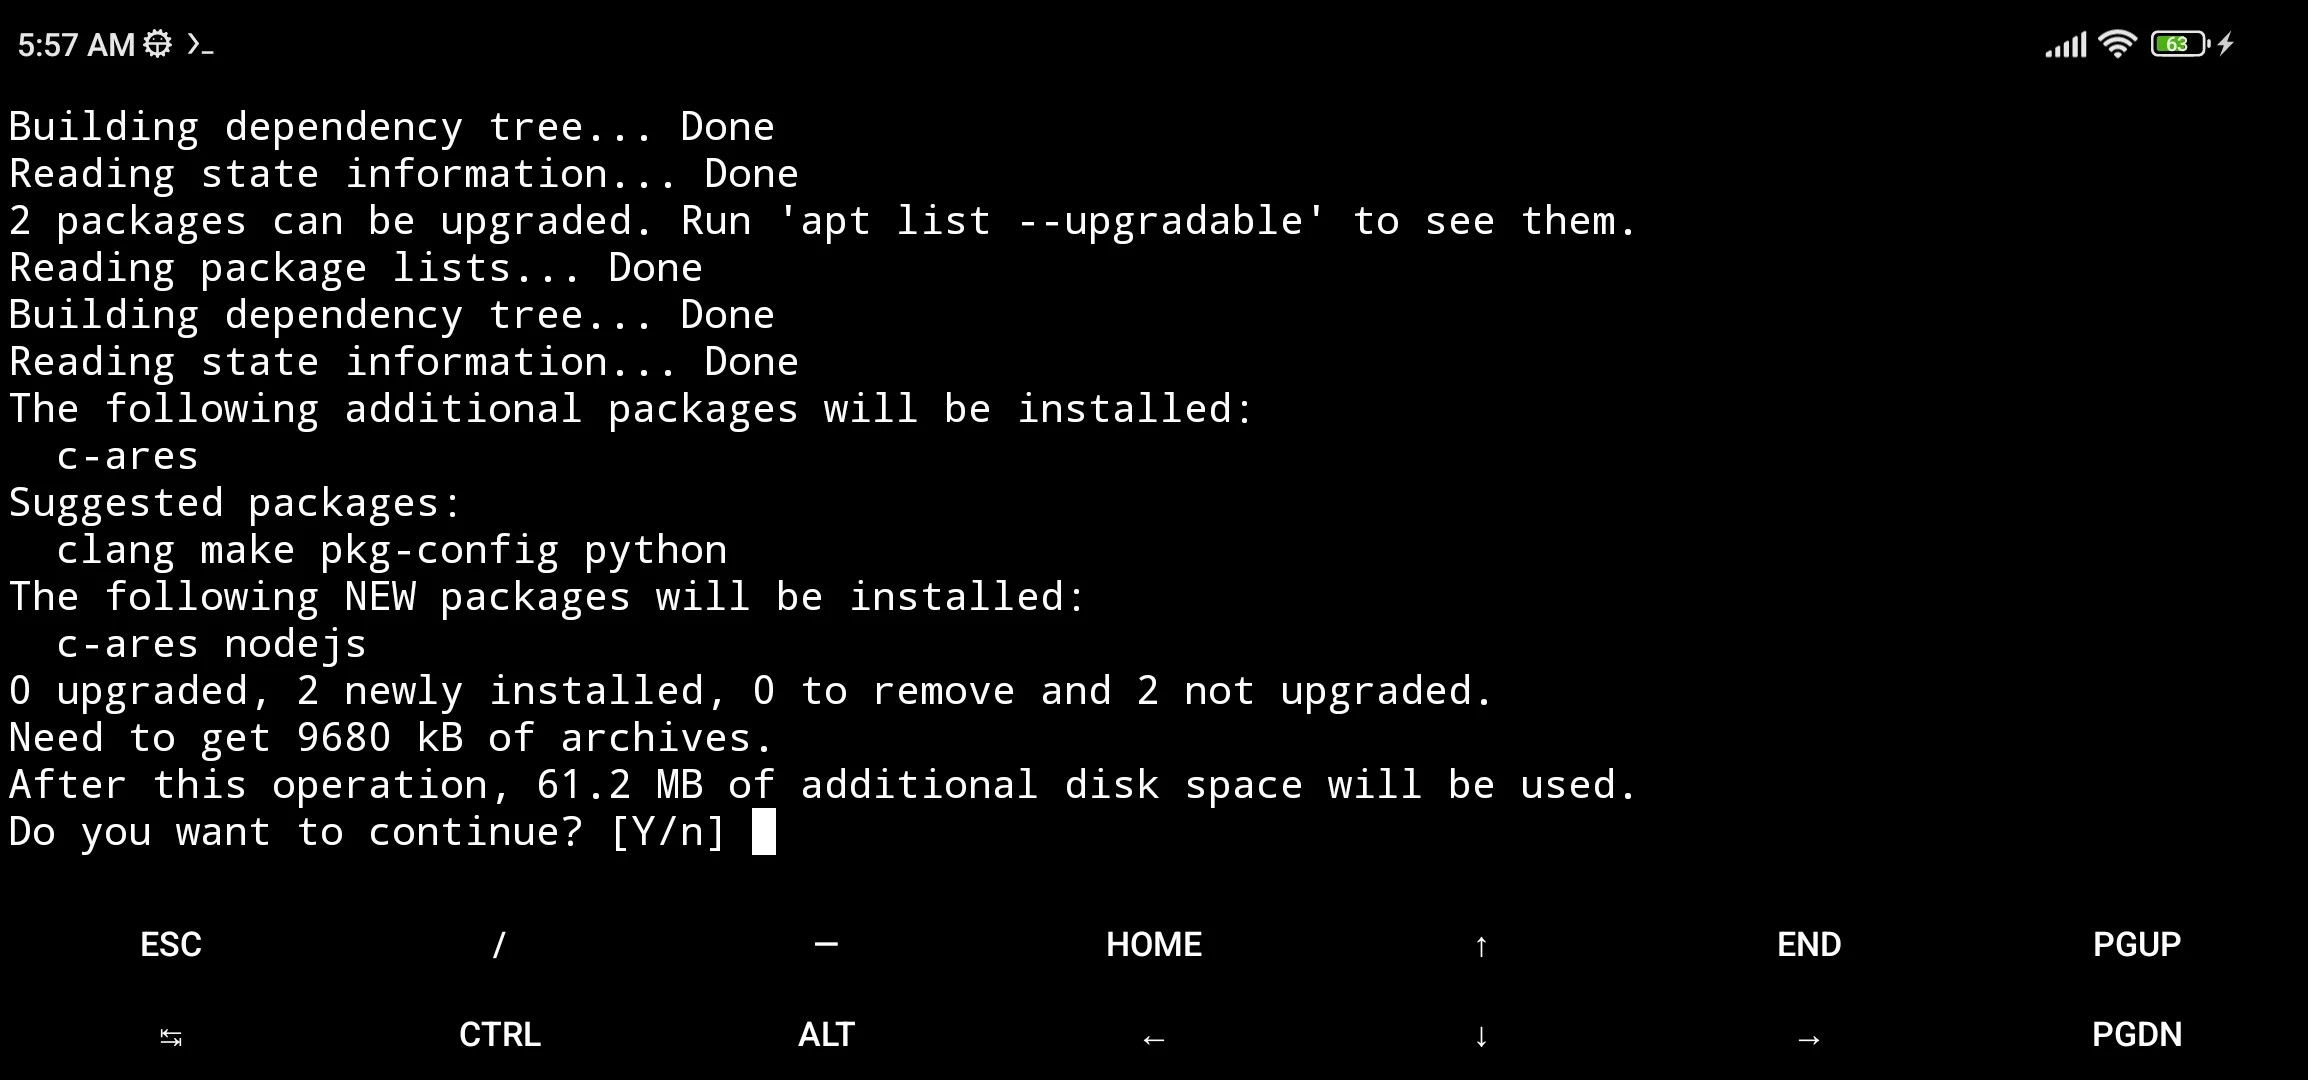 5:57 AM
63
Building dependency tree... Done
Reading state information... Done
2 packages can be upgraded. Run 'apt list --upgradable' to see them.
Reading package lists... Done
Building dependency tree... Done
Reading state information... Done
The following additional packages will be installed:
  c-ares
Suggested packages:
  clang make pkg-config python
The following NEW packages will be installed:
  c-ares nodejs
0 upgraded, 2 newly installed, 0 to remove and 2 not upgraded.
Need to get 9680 kB of archives.
After this operation, 61.2 MB of additional disk space will be used.
Do you want to continue? [Y/n]
ESC / — HOME ↑ END PGUP
↹ CTRL ALT ← ↓ → PGDN